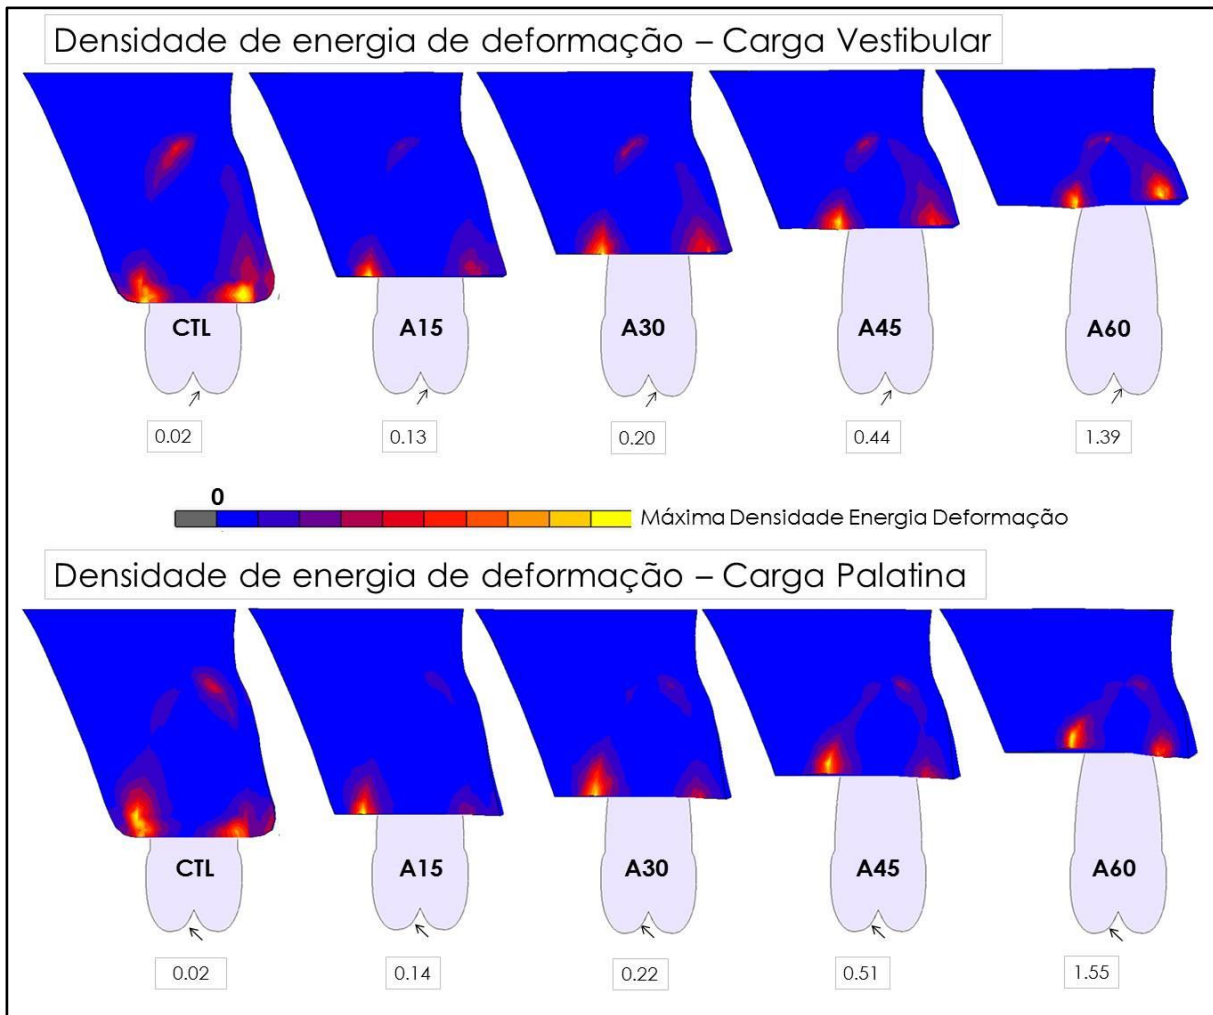 Densidade de energia de deformação – Carga Vestibular
CTL A15 A30 A45 A60
0.02 0.13 0.20 0.44 1.39
0
Máxima Densidade Energia Deformação
Densidade de energia de deformação – Carga Palatina
CTL A15 A30 A45 A60
0.02 0.14 0.22 0.51 1.55